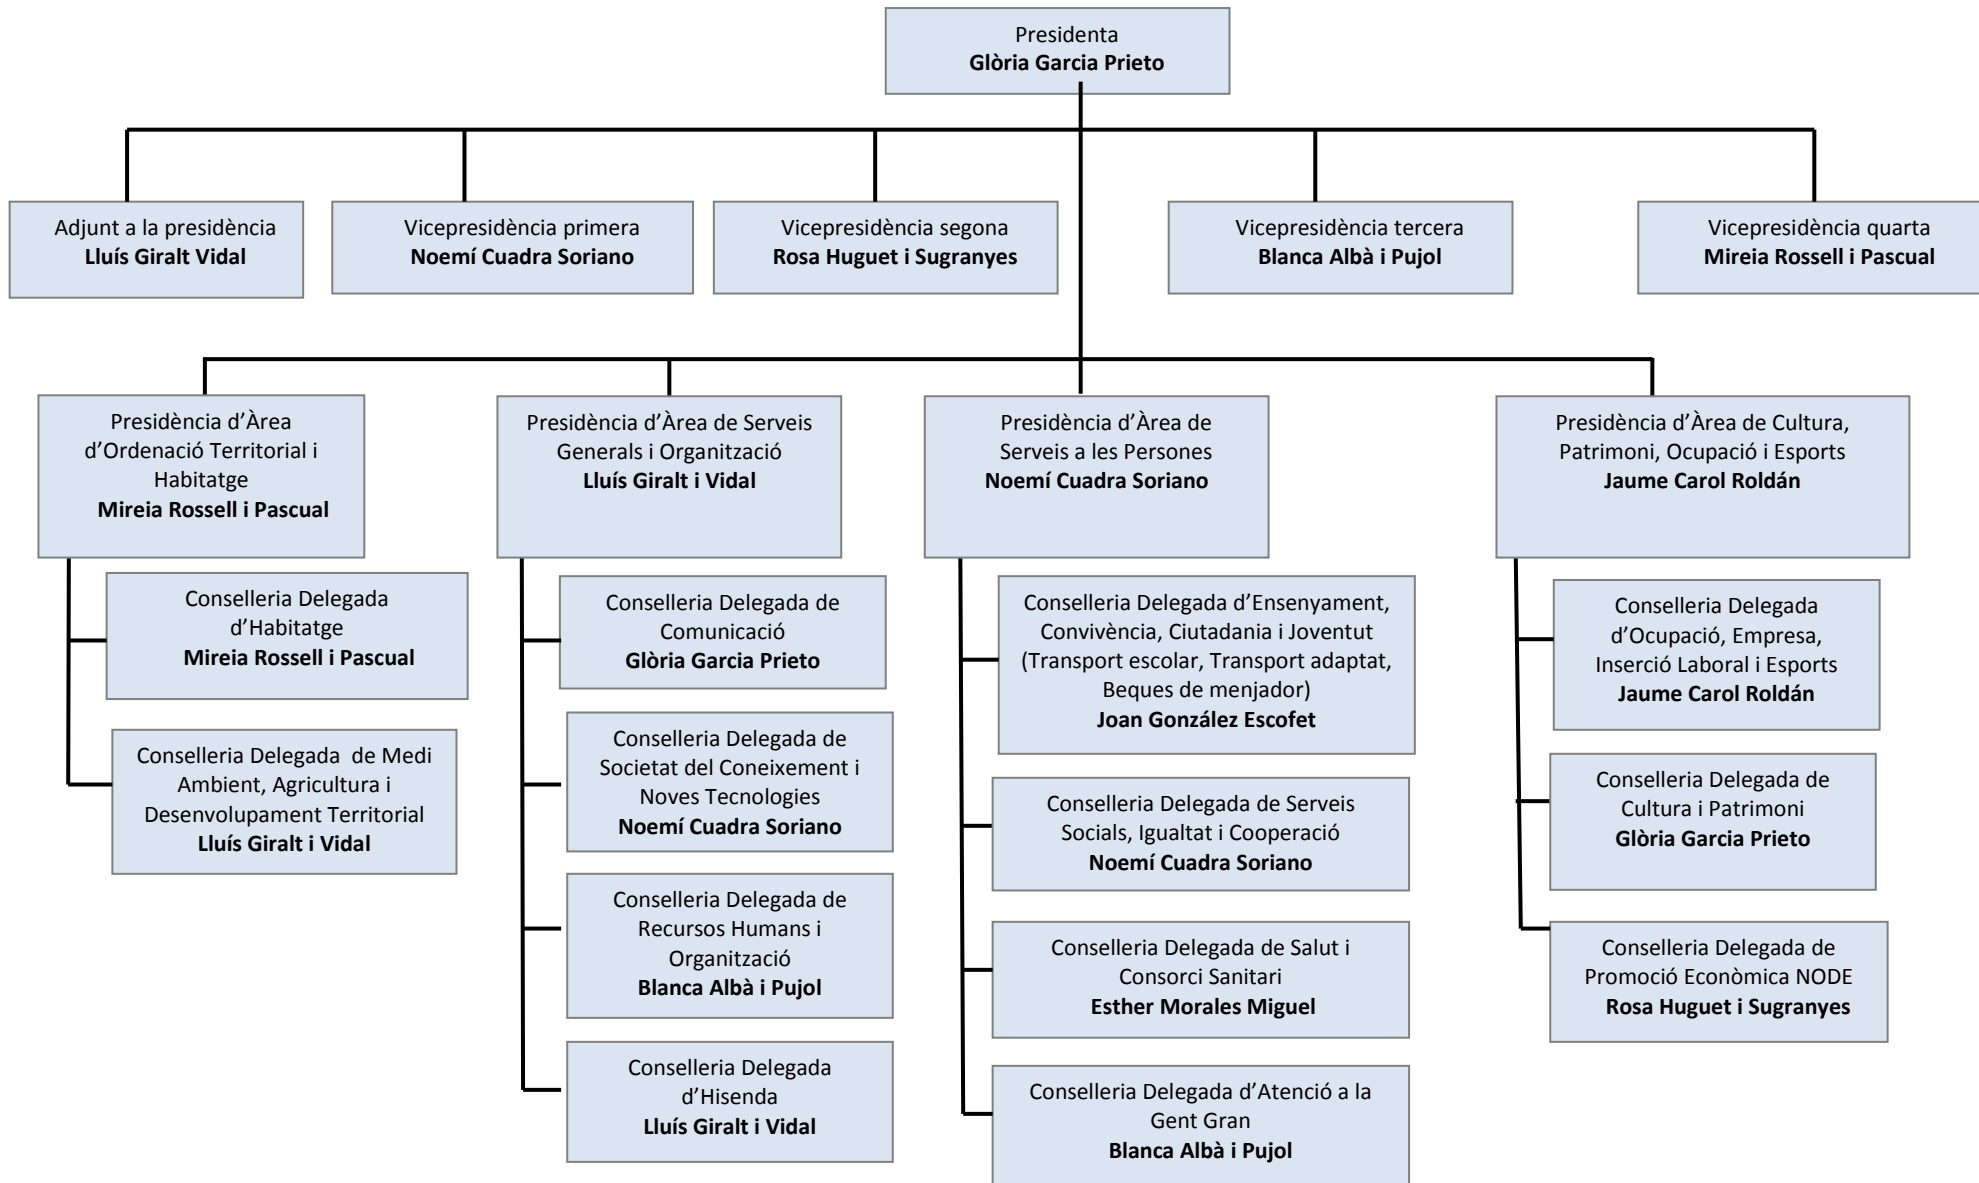 Presidenta
Glòria Garcia Prieto
Adjunt a la presidència
Lluís Giralt Vidal
Vicepresidència primera
Noemí Cuadra Soriano
Vicepresidència segona
Rosa Huguet i Sugranyes
Vicepresidència tercera
Blanca Albà i Pujol
Vicepresidència quarta
Mireia Rossell i Pascual
Presidència d’Àrea
d’Ordenació Territorial i
Habitatge
Mireia Rossell i Pascual
Conselleria Delegada
d’Habitatge
Mireia Rossell i Pascual
Conselleria Delegada  de Medi
Ambient, Agricultura i
Desenvolupament Territorial
Lluís Giralt i Vidal
Presidència d’Àrea de Serveis
Generals i Organització
Lluís Giralt i Vidal
Conselleria Delegada de
Comunicació
Glòria Garcia Prieto
Conselleria Delegada de
Societat del Coneixement i
Noves Tecnologies
Noemí Cuadra Soriano
Conselleria Delegada de
Recursos Humans i
Organització
Blanca Albà i Pujol
Conselleria Delegada
d’Hisenda
Lluís Giralt i Vidal
Presidència d’Àrea de
Serveis a les Persones
Noemí Cuadra Soriano
Conselleria Delegada d’Ensenyament,
Convivència, Ciutadania i Joventut
(Transport escolar, Transport adaptat,
Beques de menjador)
Joan González Escofet
Conselleria Delegada de Serveis
Socials, Igualtat i Cooperació
Noemí Cuadra Soriano
Conselleria Delegada de Salut i
Consorci Sanitari
Esther Morales Miguel
Conselleria Delegada d’Atenció a la
Gent Gran
Blanca Albà i Pujol
Presidència d’Àrea de Cultura,
Patrimoni, Ocupació i Esports
Jaume Carol Roldán
Conselleria Delegada
d’Ocupació, Empresa,
Inserció Laboral i Esports
Jaume Carol Roldán
Conselleria Delegada de
Cultura i Patrimoni
Glòria Garcia Prieto
Conselleria Delegada de
Promoció Econòmica NODE
Rosa Huguet i Sugranyes